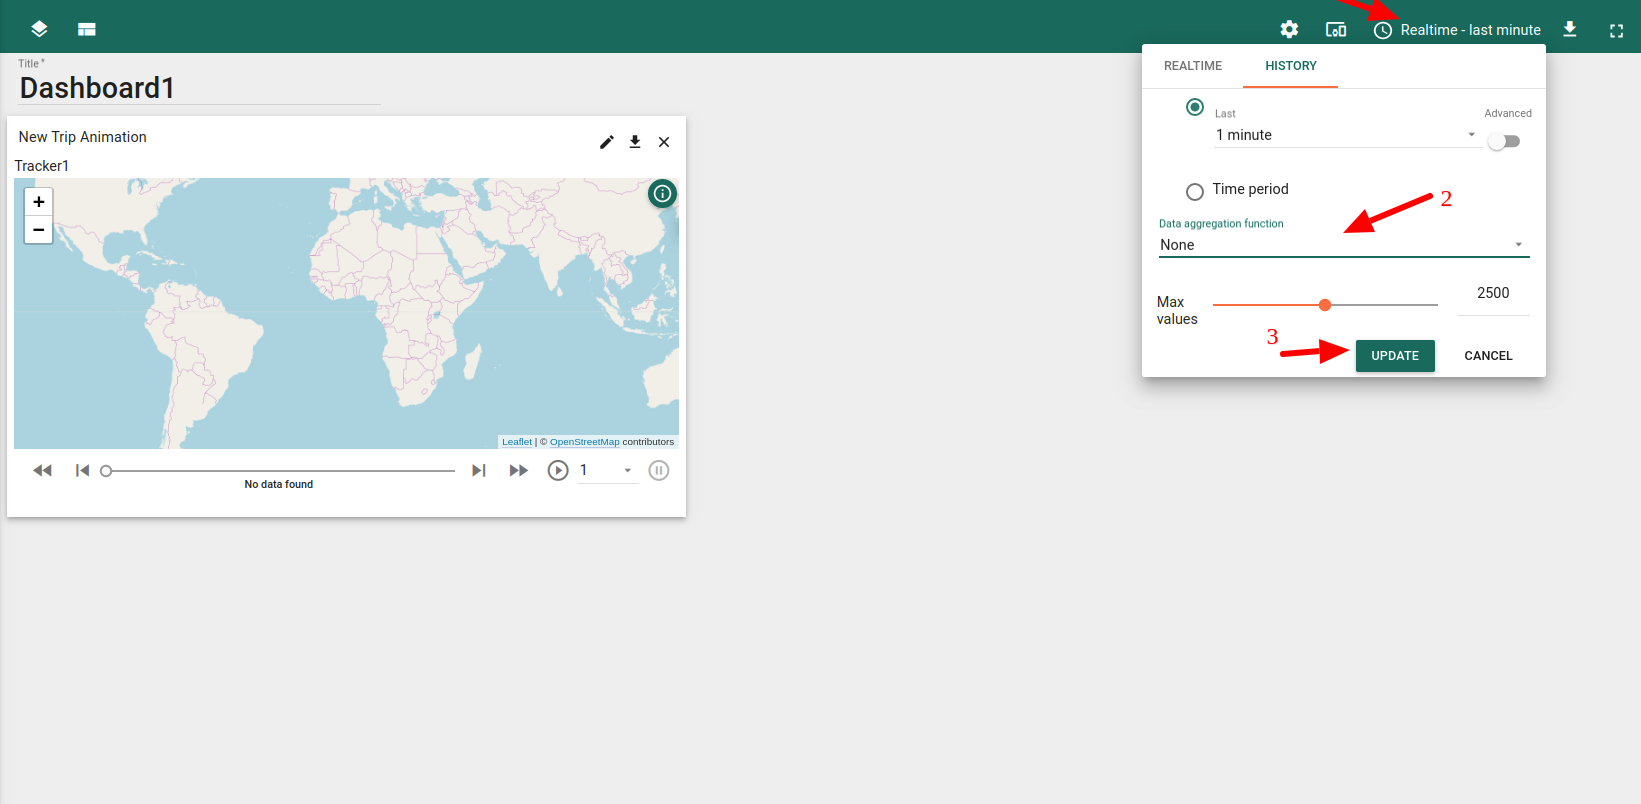 Realtime - last minute
Title *
Dashboard1
New Trip Animation
Tracker1
+
−
Leaflet | © OpenStreetMap contributors
1
No data found
REALTIME HISTORY
Last
Advanced
1 minute
Time period
2
Data aggregation function
None
Max
values
2500
3
UPDATE CANCEL